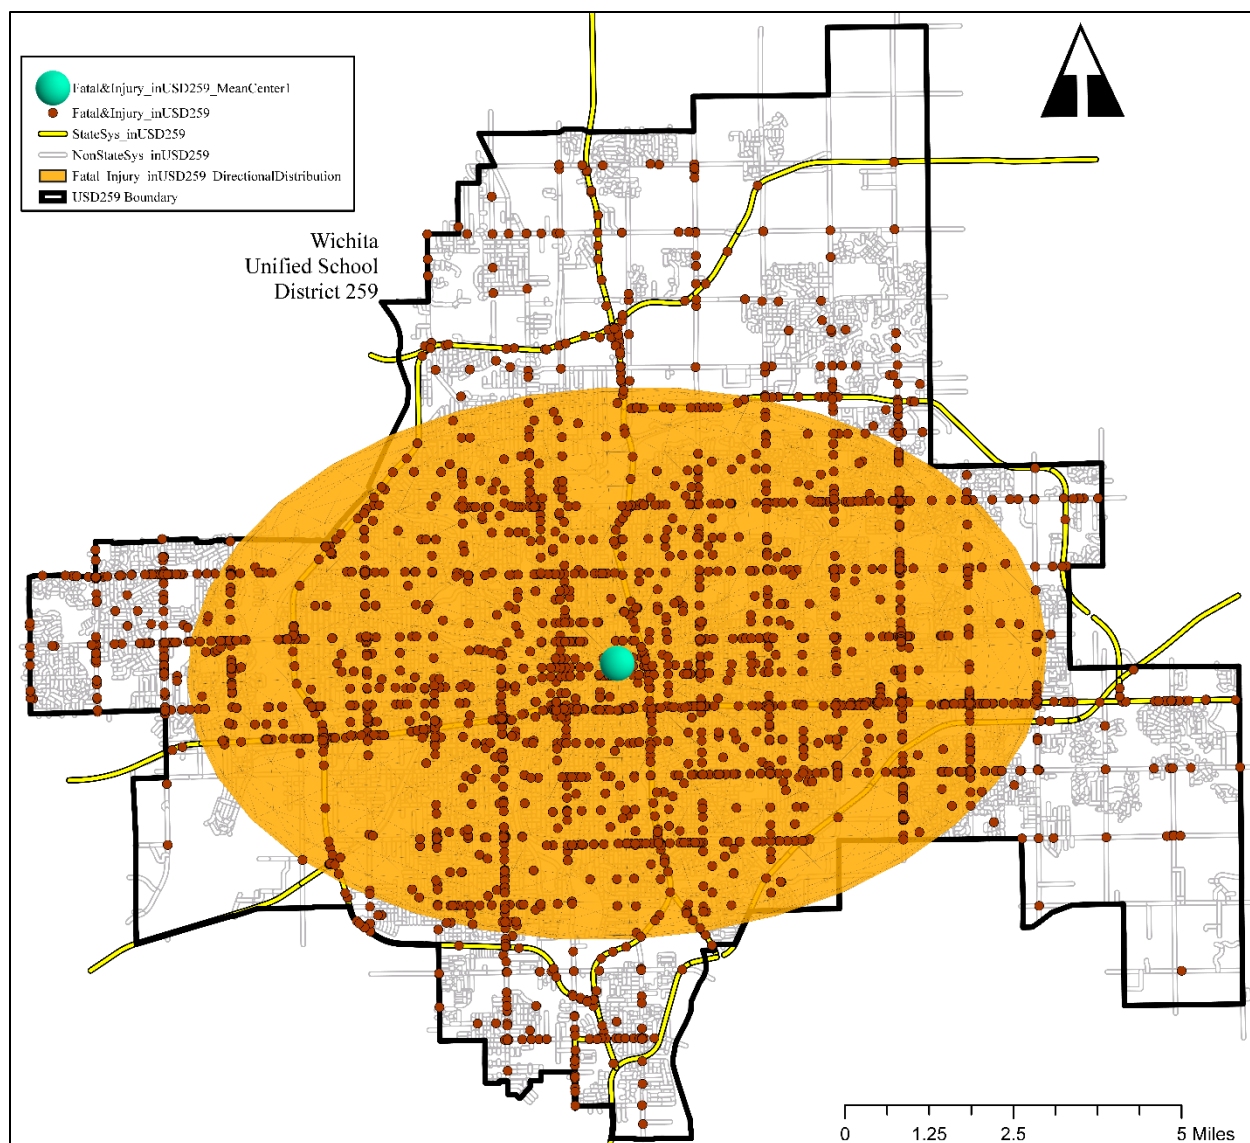 Fatal&Injury_inUSD259_MeanCenter1
Fatal&Injury_inUSD259
StateSys_inUSD259
NonStateSys_inUSD259
Fatal_Injury_inUSD259_DirectionalDistribution
USD259 Boundary
Wichita
Unified School
District 259
0 1.25 2.5 5 Miles